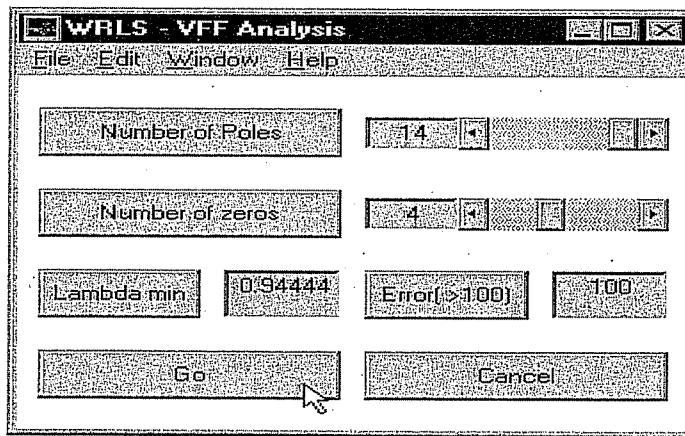 WRLS - VFF Analysis
File Edit Window Help
Number of Poles 14
Number of zeros 4
Lambda min 0.94444 Error(>100) 100
Go Cancel